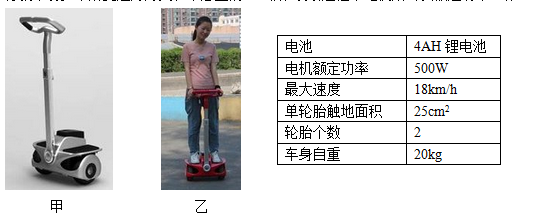 电池 4AH 锂电池
电机额定功率 500W
最大速度 18km/h
单轮胎触地面积 25cm²
轮胎个数 2
车身自重 20kg
甲 乙